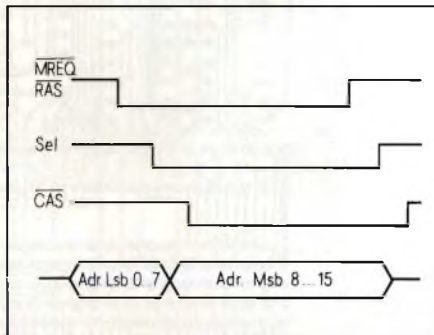 MREQ
RAS
Sel
CAS
Adr. Lsb 0...7 Adr. Msb 8...15